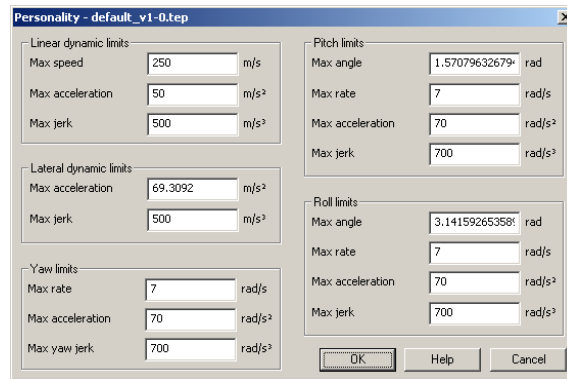 Personality - default_v1-0.tep
Linear dynamic limits
Max speed 250 m/s
Max acceleration 50 m/s²
Max jerk 500 m/s³
Lateral dynamic limits
Max acceleration 69.3092 m/s²
Max jerk 500 m/s³
Yaw limits
Max rate 7 rad/s
Max acceleration 70 rad/s²
Max yaw jerk 700 rad/s³
Pitch limits
Max angle 1.57079632679 rad
Max rate 7 rad/s
Max acceleration 70 rad/s²
Max jerk 700 rad/s³
Roll limits
Max angle 3.14159265358 rad
Max rate 7 rad/s
Max acceleration 70 rad/s²
Max jerk 700 rad/s³
OK Help Cancel